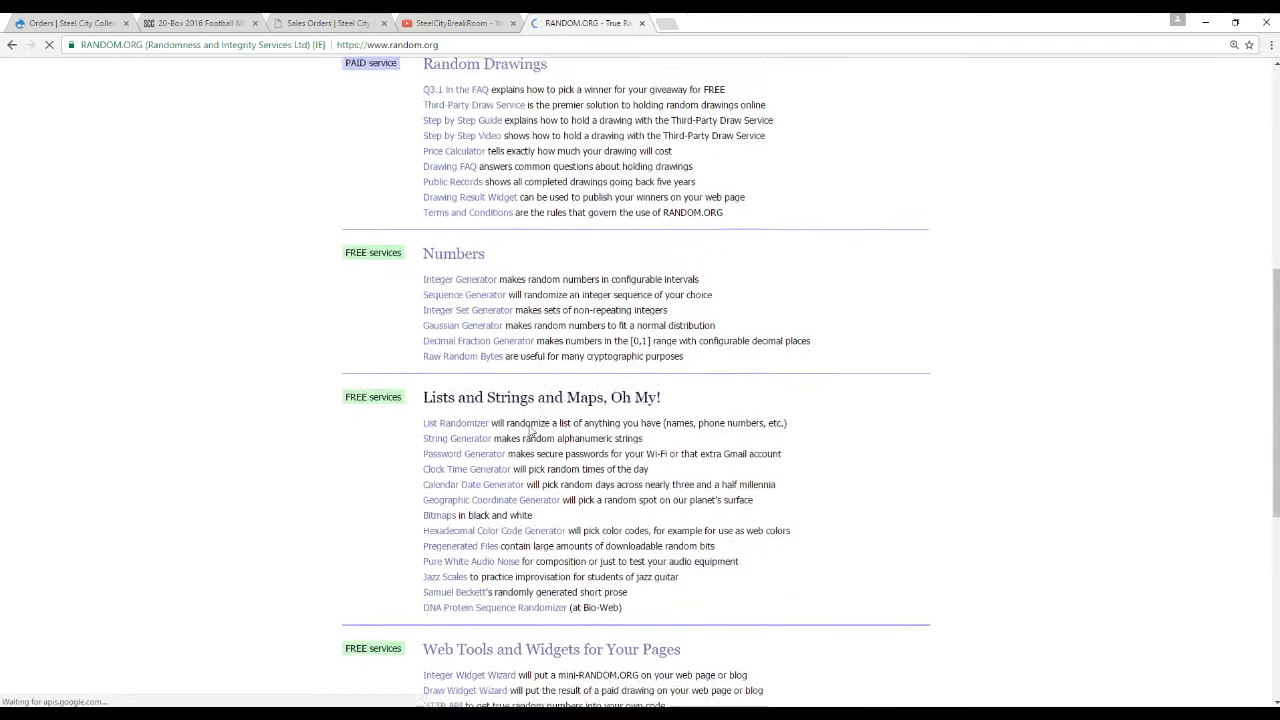 Orders | Steel City Collec
SCC 20-Box 2016 Football Mi
Sales Orders | Steel City
SteelCityBreakRoom - Yo
RANDOM.ORG - True Ra
RANDOM.ORG (Randomness and Integrity Services Ltd) [IE] https://www.random.org
PAID service
Random Drawings
Q3.1 in the FAQ explains how to pick a winner for your giveaway for FREE
Third-Party Draw Service is the premier solution to holding random drawings online
Step by Step Guide explains how to hold a drawing with the Third-Party Draw Service
Step by Step Video shows how to hold a drawing with the Third-Party Draw Service
Price Calculator tells exactly how much your drawing will cost
Drawing FAQ answers common questions about holding drawings
Public Records shows all completed drawings going back five years
Drawing Result Widget can be used to publish your winners on your web page
Terms and Conditions are the rules that govern the use of RANDOM.ORG
FREE services
Numbers
Integer Generator makes random numbers in configurable intervals
Sequence Generator will randomize an integer sequence of your choice
Integer Set Generator makes sets of non-repeating integers
Gaussian Generator makes random numbers to fit a normal distribution
Decimal Fraction Generator makes numbers in the [0,1] range with configurable decimal places
Raw Random Bytes are useful for many cryptographic purposes
FREE services
Lists and Strings and Maps, Oh My!
List Randomizer will randomize a list of anything you have (names, phone numbers, etc.)
String Generator makes random alphanumeric strings
Password Generator makes secure passwords for your Wi-Fi or that extra Gmail account
Clock Time Generator will pick random times of the day
Calendar Date Generator will pick random days across nearly three and a half millennia
Geographic Coordinate Generator will pick a random spot on our planet's surface
Bitmaps in black and white
Hexadecimal Color Code Generator will pick color codes, for example for use as web colors
Pregenerated Files contain large amounts of downloadable random bits
Pure White Audio Noise for composition or just to test your audio equipment
Jazz Scales to practice improvisation for students of jazz guitar
Samuel Beckett's randomly generated short prose
DNA Protein Sequence Randomizer (at Bio-Web)
FREE services
Web Tools and Widgets for Your Pages
Integer Widget Wizard will put a mini-RANDOM.ORG on your web page or blog
Draw Widget Wizard will put the result of a paid drawing on your web page or blog
HTTP API to get true random numbers into your own code
Waiting for apis.google.com...